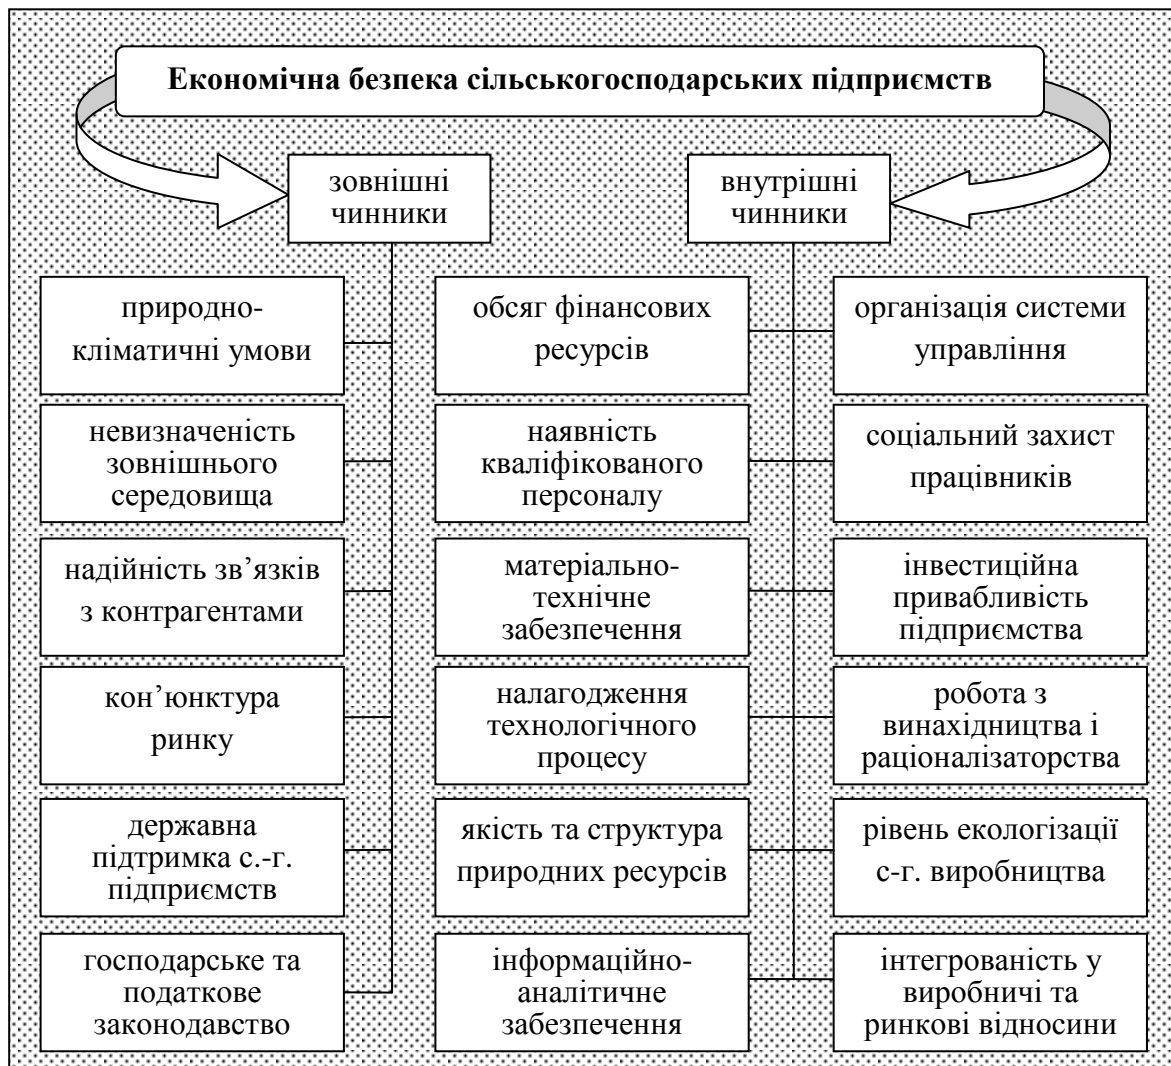 Економічна безпека сільськогосподарських підприємств
зовнішні
чинники
внутрішні
чинники
природно-
кліматичні умови
невизначеність
зовнішнього
середовища
надійність зв’язків
з контрагентами
кон’юнктура
ринку
державна
підтримка с.-г.
підприємств
господарське та
податкове
законодавство
обсяг фінансових
ресурсів
наявність
кваліфікованого
персоналу
матеріально-
технічне
забезпечення
налагодження
технологічного
процесу
якість та структура
природних ресурсів
інформаційно-
аналітичне
забезпечення
організація системи
управління
соціальний захист
працівників
інвестиційна
привабливість
підприємства
робота з
винахідництва і
раціоналізаторства
рівень екологізації
с-г. виробництва
інтегрованість у
виробничі та
ринкові відносини